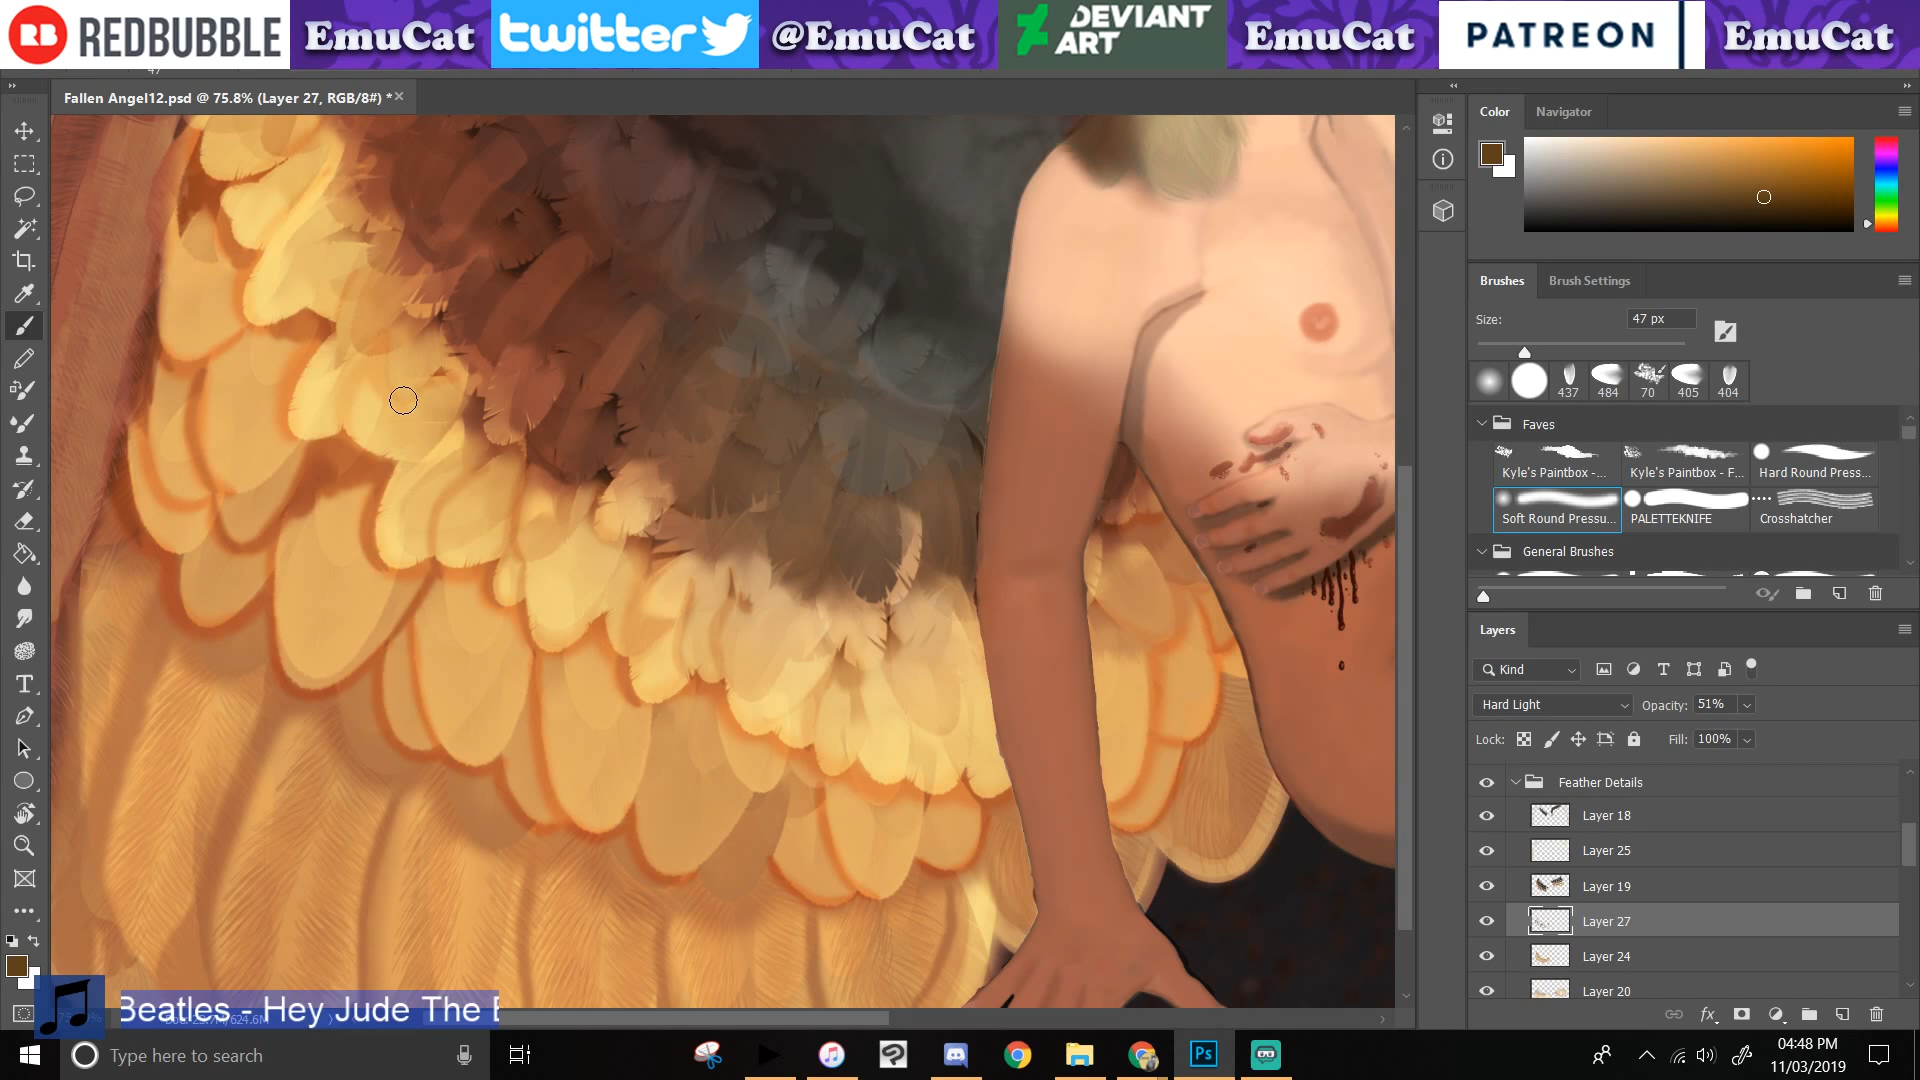 RB REDBUBBLE EmuCat twitter @EmuCat DEVIANT ART EmuCat PATREON EmuCat
47
Fallen Angel12.psd @ 75.8% (Layer 27, RGB/8#) *
Color Navigator
Brushes Brush Settings
Size: 47 px
437 484 70 405 404
Faves
Kyle's Paintbox -... Kyle's Paintbox - F... Hard Round Press...
Soft Round Pressu... PALETTEKNIFE Crosshatcher
General Brushes
Layers
Kind
Hard Light Opacity: 51%
Lock: Fill: 100%
Feather Details
Layer 18
Layer 25
Layer 19
Layer 27
Layer 24
Layer 20
fx
Beatles - Hey Jude The
Type here to search
Ps
04:48 PM
11/03/2019